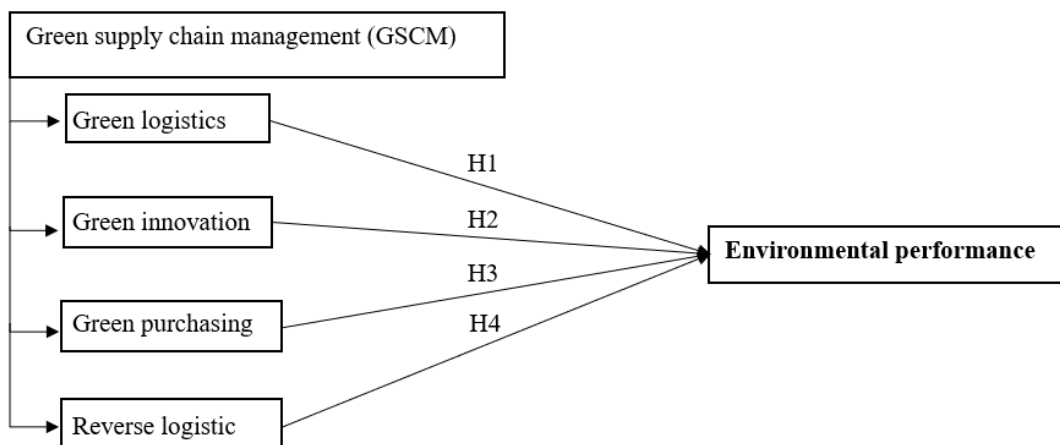 Green supply chain management (GSCM)
Green logistics
H1
Green innovation
H2
Environmental performance
H3
Green purchasing
H4
Reverse logistic